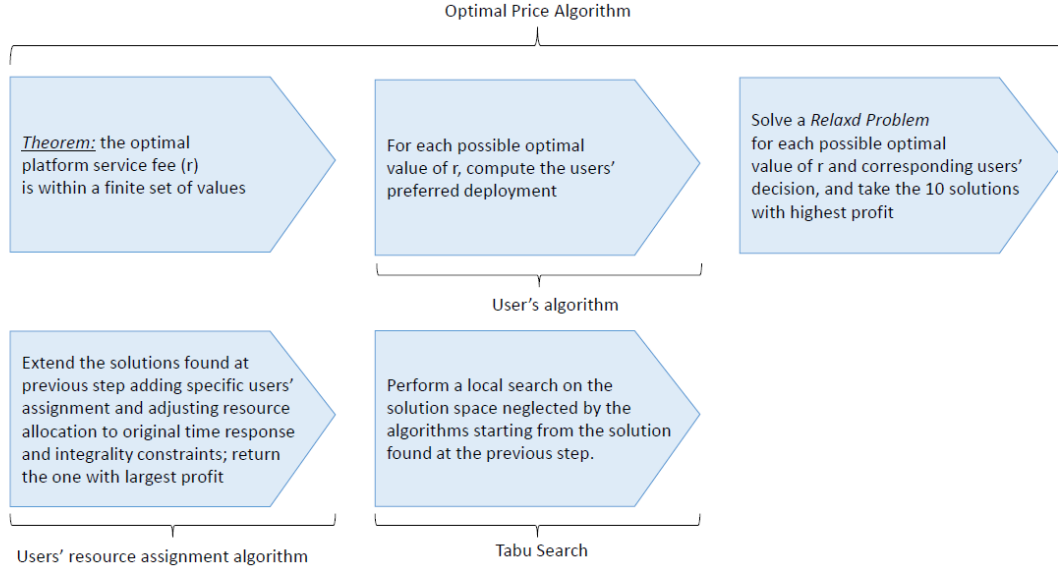 Optimal Price Algorithm
Theorem: the optimal
platform service fee (r)
is within a finite set of values
For each possible optimal
value of r, compute the users'
preferred deployment
Solve a Relaxd Problem
for each possible optimal
value of r and corresponding users'
decision, and take the 10 solutions
with highest profit
User's algorithm
Extend the solutions found at
previous step adding specific users'
assignment and adjusting resource
allocation to original time response
and integrality constraints; return
the one with largest profit
Perform a local search on the
solution space neglected by the
algorithms starting from the solution
found at the previous step.
Users' resource assignment algorithm
Tabu Search